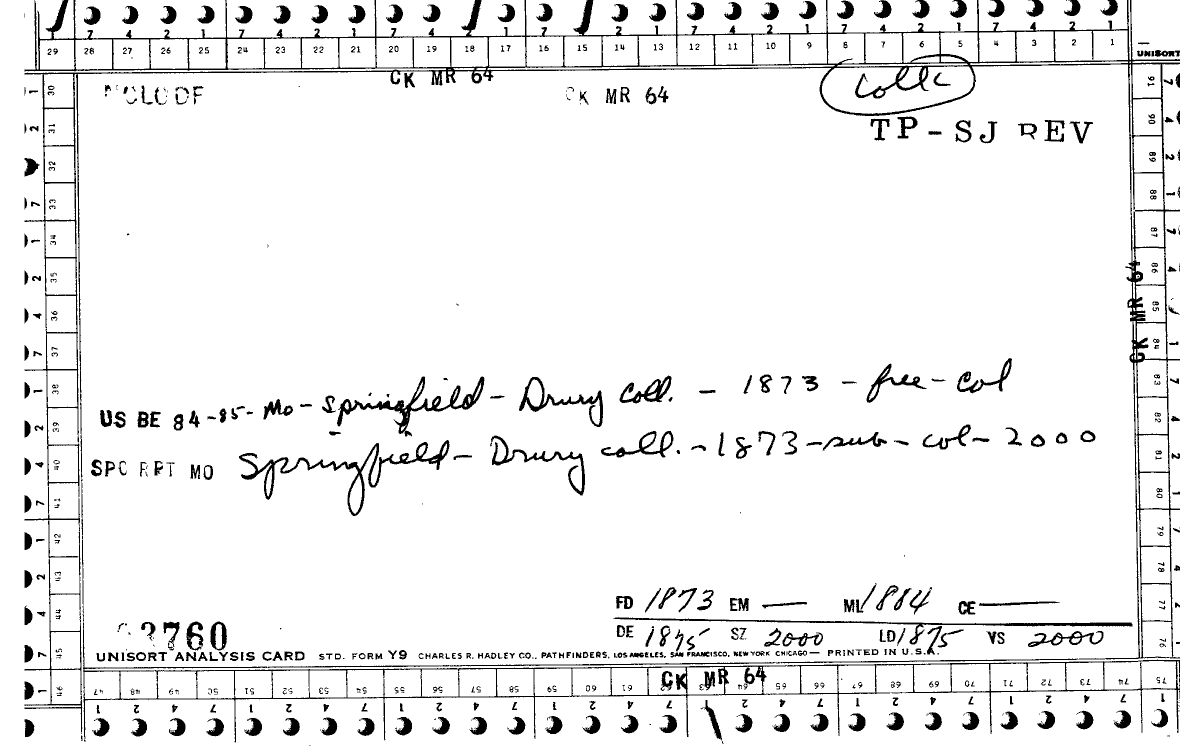 7 4 2 1 7 4 2 1 7 4 2 1 7 4 2 1 7 4 2 1 7 4 2 1
29 28 27 26 25 24 23 22 21 20 19 18 17 16 15 14 13 12 11 10 9 8 7 6 5 4 3 2 1
UNISORT
CK MR 64
CK MR 64
Collc
TP-SJ REV
CK MR 64
US BE 84-85-Mo-Springfield-Drury Coll. - 1873 - free-col
SPC RPT MO Springfield-Drury coll.-1873-sub-col-2000
FD 1873 EM — ML 1884 CE —
DE 1875 SZ 2000 LD 1875 VS 2000
3760
UNISORT ANALYSIS CARD STD. FORM Y9 CHARLES R. HADLEY CO., PATHFINDERS, LOS ANGELES, SAN FRANCISCO, NEW YORK CHICAGO — PRINTED IN U.S.A.
CK MR 64
30 31 32 33 34 35 36 37 38 39 40 41 42 43 44 45 46
91 90 89 88 87 86 85 84 83 82 81 80 79 78 77 76 75
47 48 49 50 51 52 53 54 55 56 57 58 59 60 61 62 63 64 65 66 67 68 69 70 71 72 73 74 75
1 2 4 7 1 2 4 7 1 2 4 7 1 2 4 7 1 2 4 7 1 2 4 7 1 2 4 7